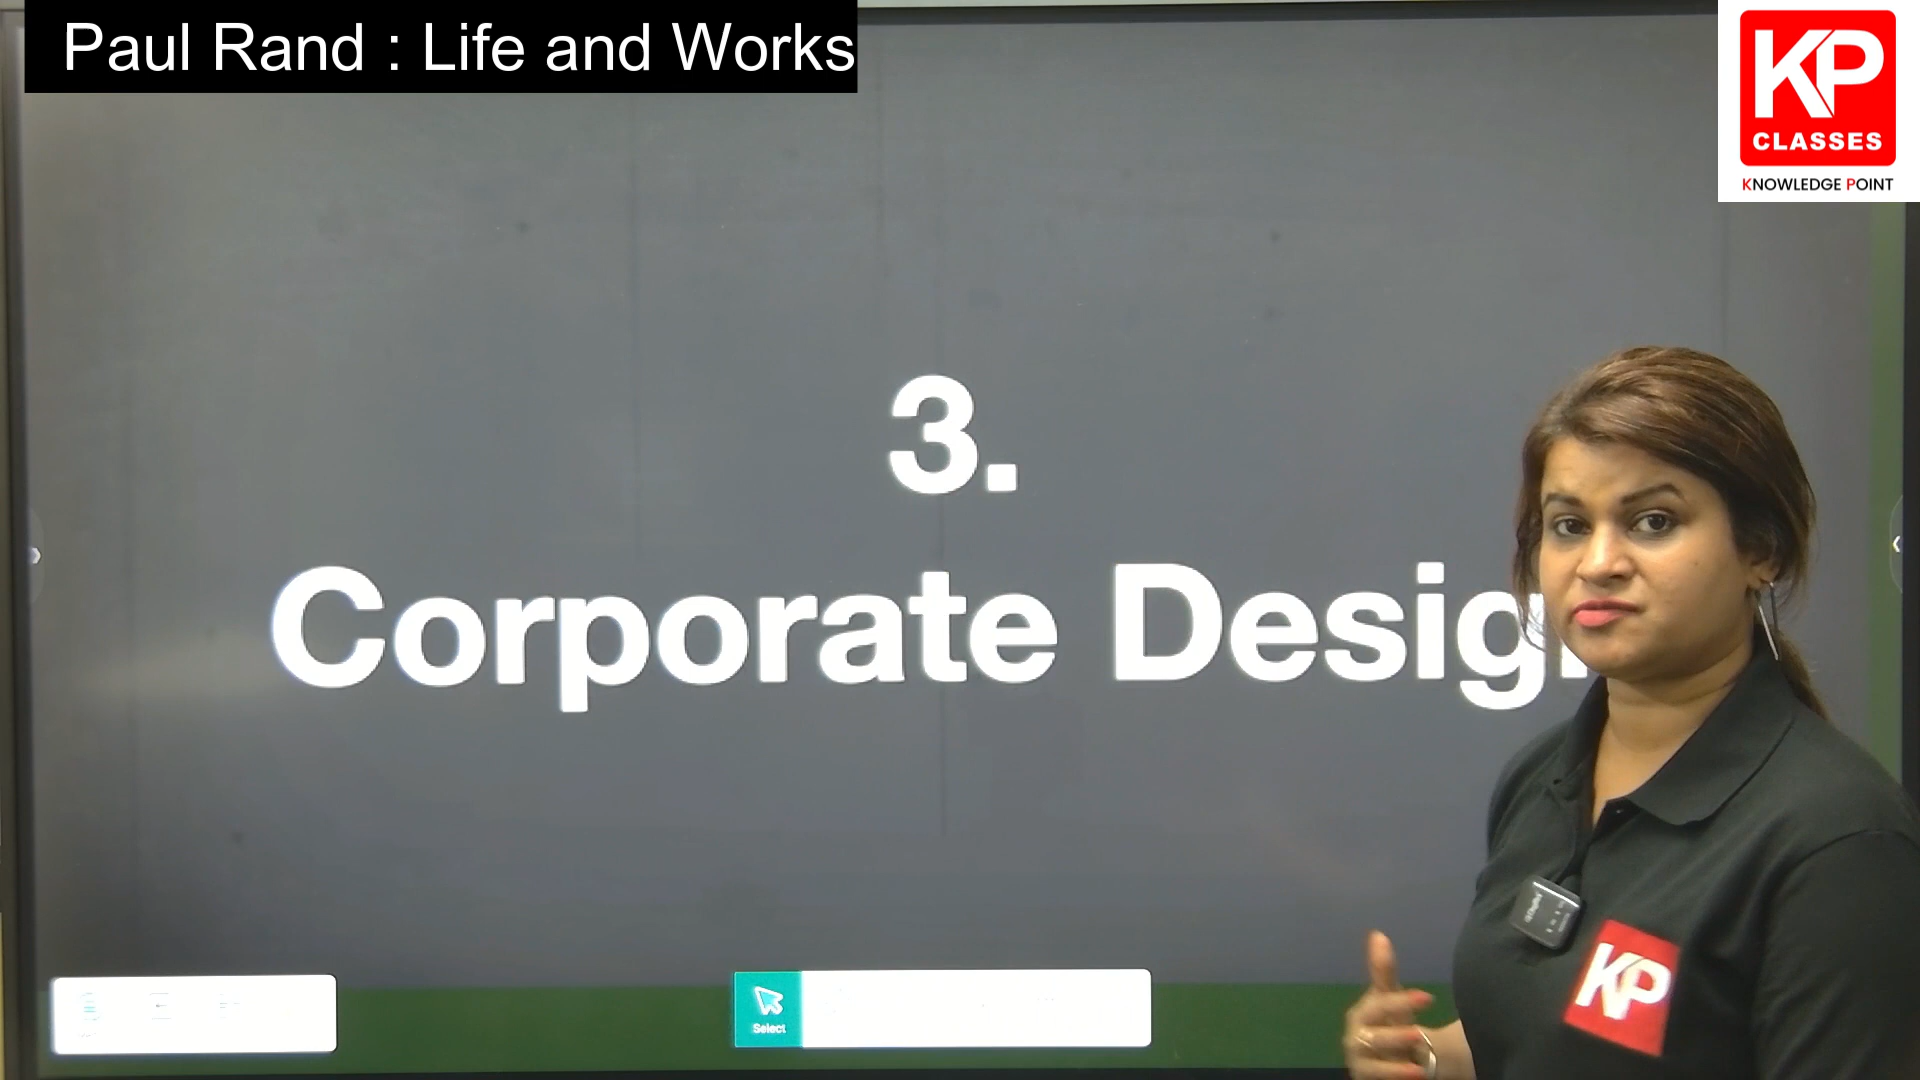 Paul Rand : Life and Works
KP
CLASSES
KNOWLEDGE POINT
3.
Corporate Desig
Select
KP